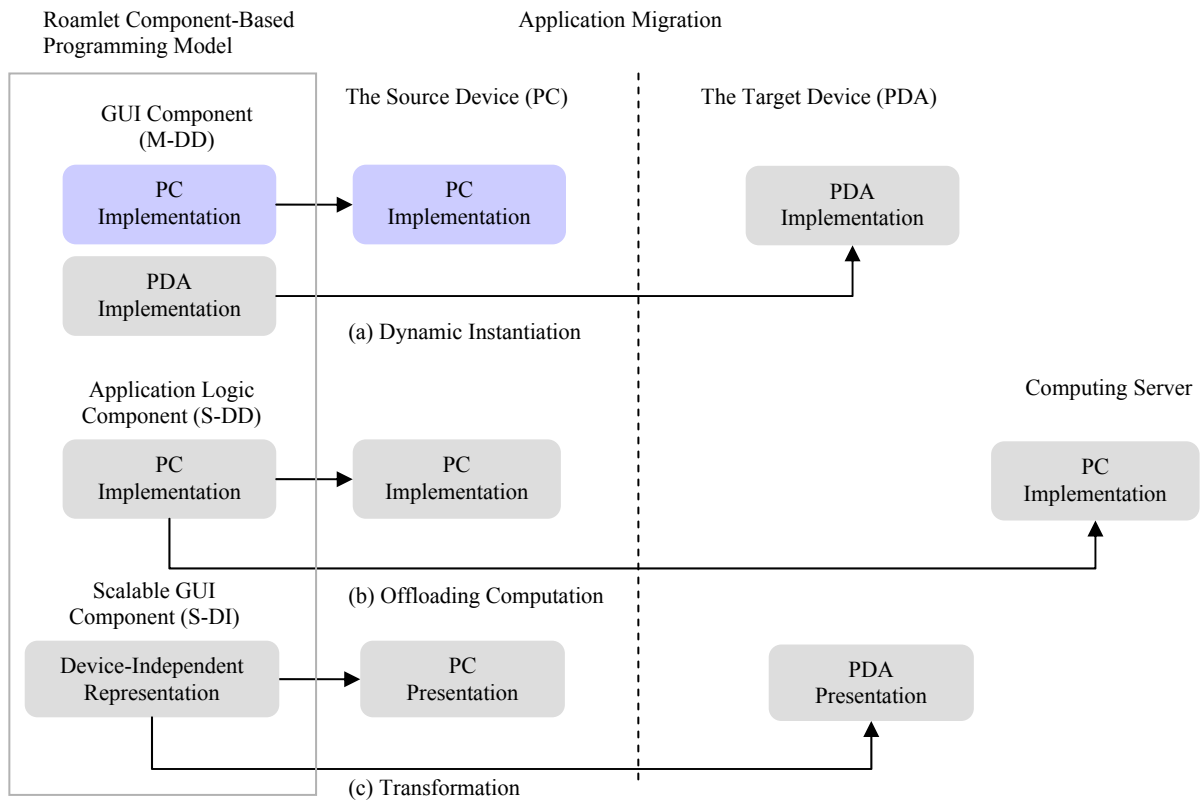 Roamlet Component-Based
Programming Model
Application Migration
The Source Device (PC)
The Target Device (PDA)
GUI Component
(M-DD)
PC
Implementation
PC
Implementation
PDA
Implementation
PDA
Implementation
(a) Dynamic Instantiation
Application Logic
Component (S-DD)
Computing Server
PC
Implementation
PC
Implementation
PC
Implementation
Scalable GUI
Component (S-DI)
(b) Offloading Computation
Device-Independent
Representation
PC
Presentation
PDA
Presentation
(c) Transformation